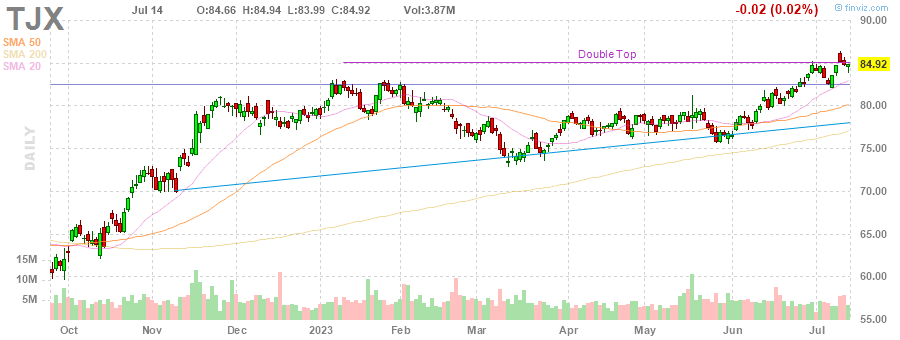 TJX
Jul 14 O:84.66 H:84.94 L:83.99 C:84.92 Vol:3.87M -0.02 (0.02%)
© finviz.com
SMA 50
SMA 200
SMA 20
DAILY
Double Top
90.00
84.92
80.00
75.00
70.00
65.00
60.00
55.00
15M
10M
5M
Oct Nov Dec 2023 Feb Mar Apr May Jun Jul